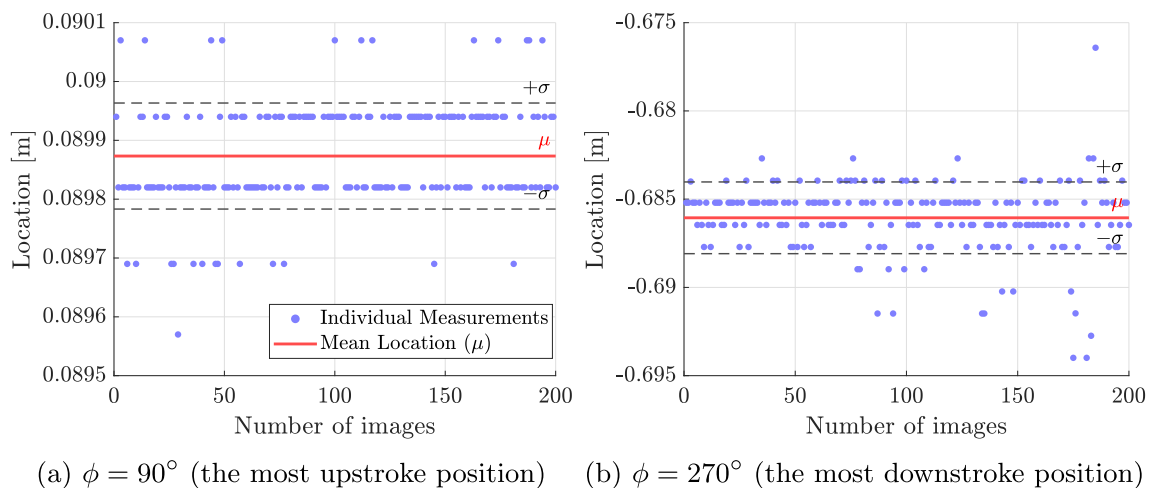 0.0901
0.09
0.0899
0.0899
0.0898
0.0897
0.0896
0.0895
Location [m]
+σ
μ
−σ
Individual Measurements
Mean Location (μ)
0 50 100 150 200
Number of images
(a) ϕ = 90° (the most upstroke position)
-0.675
-0.68
-0.685
-0.69
-0.695
Location [m]
+σ
μ
−σ
0 50 100 150 200
Number of images
(b) ϕ = 270° (the most downstroke position)